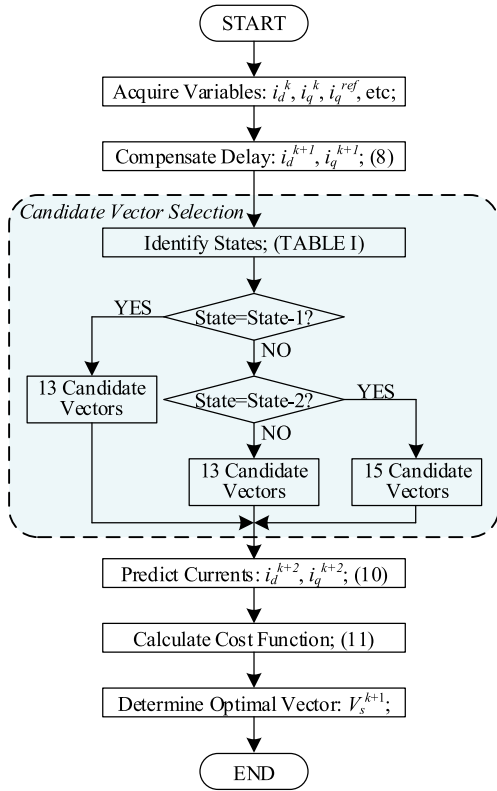 START
Acquire Variables: i_d^k, i_q^k, i_q^ref, etc;
Compensate Delay: i_d^k+1, i_q^k+1; (8)
Candidate Vector Selection
Identify States; (TABLE I)
YES
State=State-1?
NO
13 Candidate
Vectors
State=State-2?
YES
NO
13 Candidate
Vectors
15 Candidate
Vectors
Predict Currents: i_d^k+2, i_q^k+2; (10)
Calculate Cost Function; (11)
Determine Optimal Vector: V_s^k+1;
END